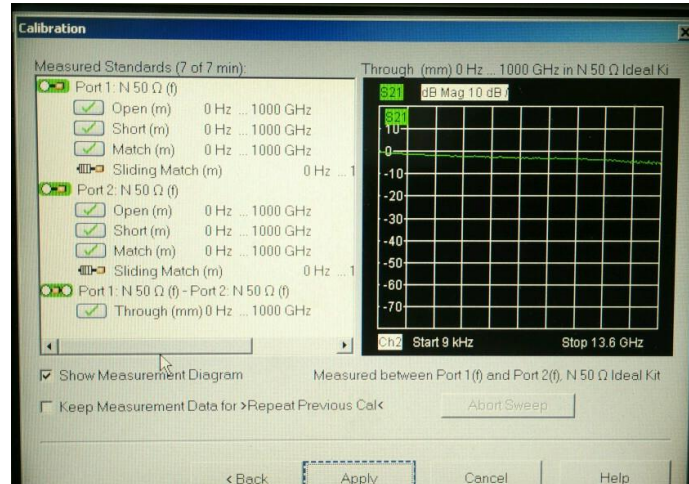 Calibration
Measured Standards (7 of 7 min):
Port 1: N 50 Ω (f)
Open (m) 0 Hz ... 1000 GHz
Short (m) 0 Hz ... 1000 GHz
Match (m) 0 Hz ... 1000 GHz
Sliding Match (m) 0 Hz ... 1
Port 2: N 50 Ω (f)
Open (m) 0 Hz ... 1000 GHz
Short (m) 0 Hz ... 1000 GHz
Match (m) 0 Hz ... 1000 GHz
Sliding Match (m) 0 Hz ... 1
Port 1: N 50 Ω (f) - Port 2: N 50 Ω (f)
Through (mm) 0 Hz ... 1000 GHz
Through (mm) 0 Hz ... 1000 GHz in N 50 Ω Ideal Ki
S21 dB Mag 10 dB /
S21
10
0
-10
-20
-30
-40
-50
-60
-70
Ch2 Start 9 kHz Stop 13.6 GHz
Show Measurement Diagram
Measured between Port 1(f) and Port 2(f), N 50 Ω Ideal Kit
Keep Measurement Data for >Repeat Previous Cal<
Abort Sweep
< Back
Apply
Cancel
Help